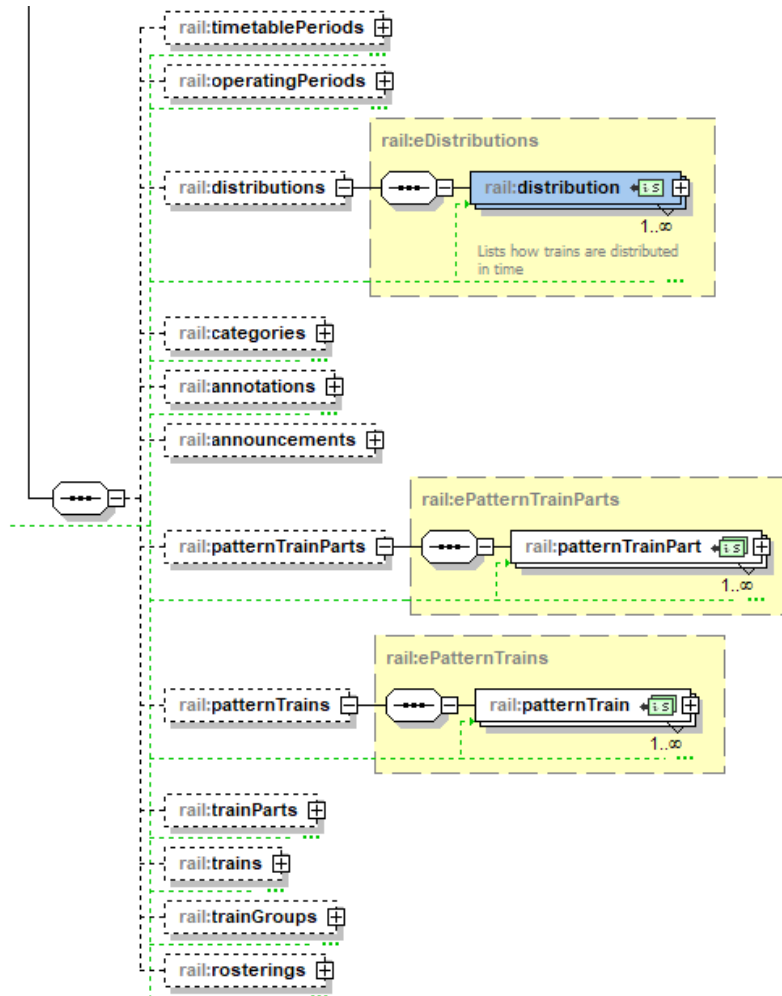 rail:timetablePeriods
rail:operatingPeriods
rail:eDistributions
rail:distributions
rail:distribution
1..∞
Lists how trains are distributed
in time
rail:categories
rail:annotations
rail:announcements
rail:ePatternTrainParts
rail:patternTrainParts
rail:patternTrainPart
1..∞
rail:ePatternTrains
rail:patternTrains
rail:patternTrain
1..∞
rail:trainParts
rail:trains
rail:trainGroups
rail:rosterings